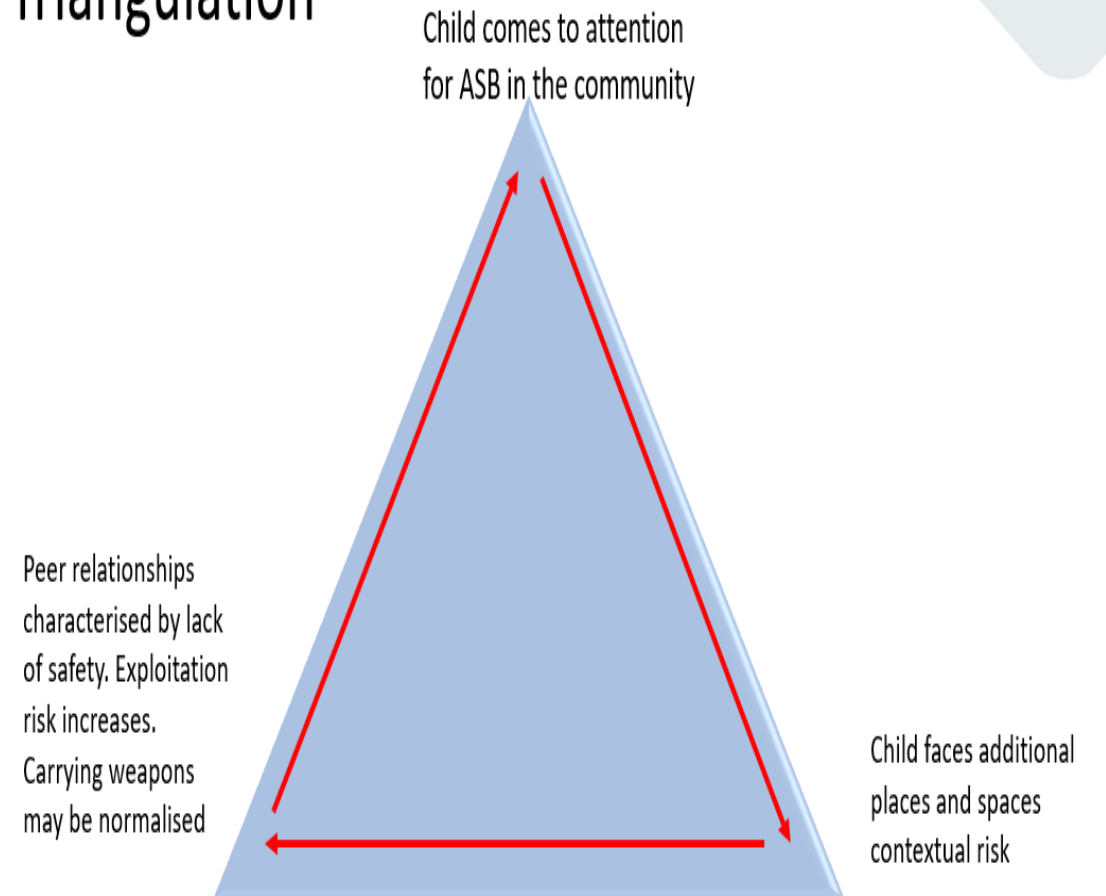 Triangulation
Child comes to attention
for ASB in the community
Peer relationships
characterised by lack
of safety. Exploitation
risk increases.
Carrying weapons
may be normalised
Child faces additional
places and spaces
contextual risk